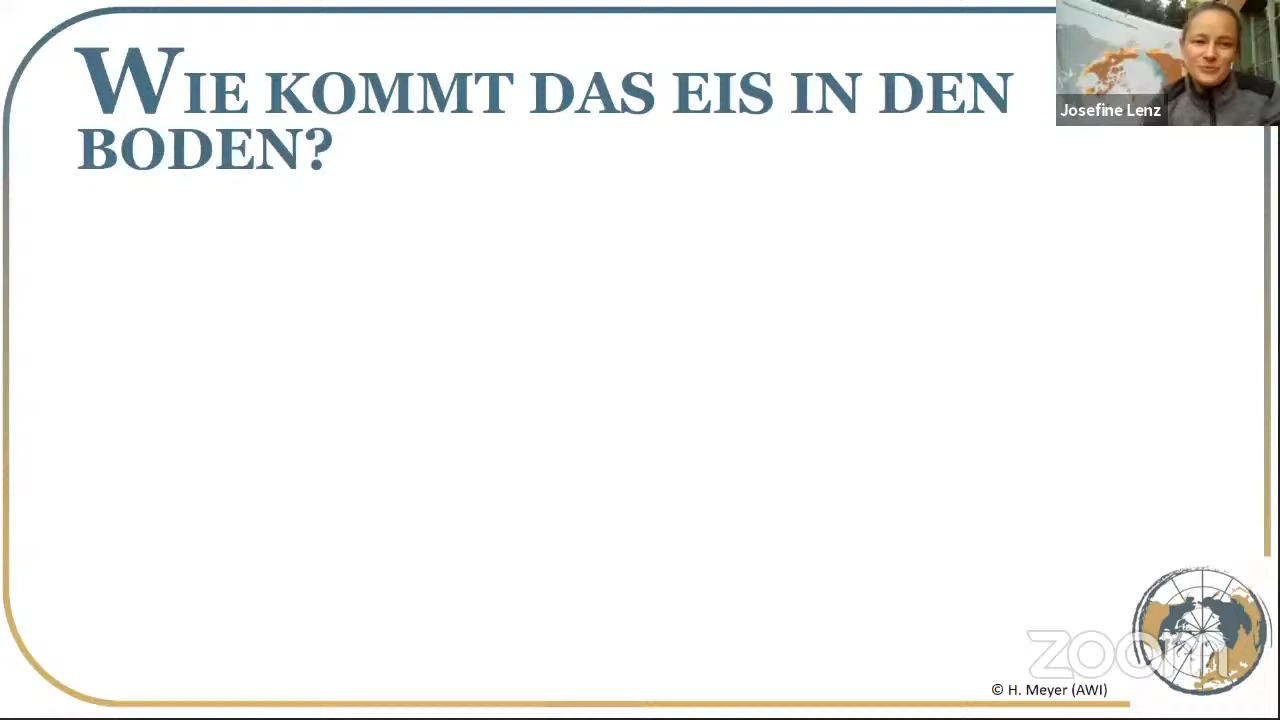 WIE KOMMT DAS EIS IN DEN
BODEN?
Josefine Lenz
zoom
© H. Meyer (AWI)